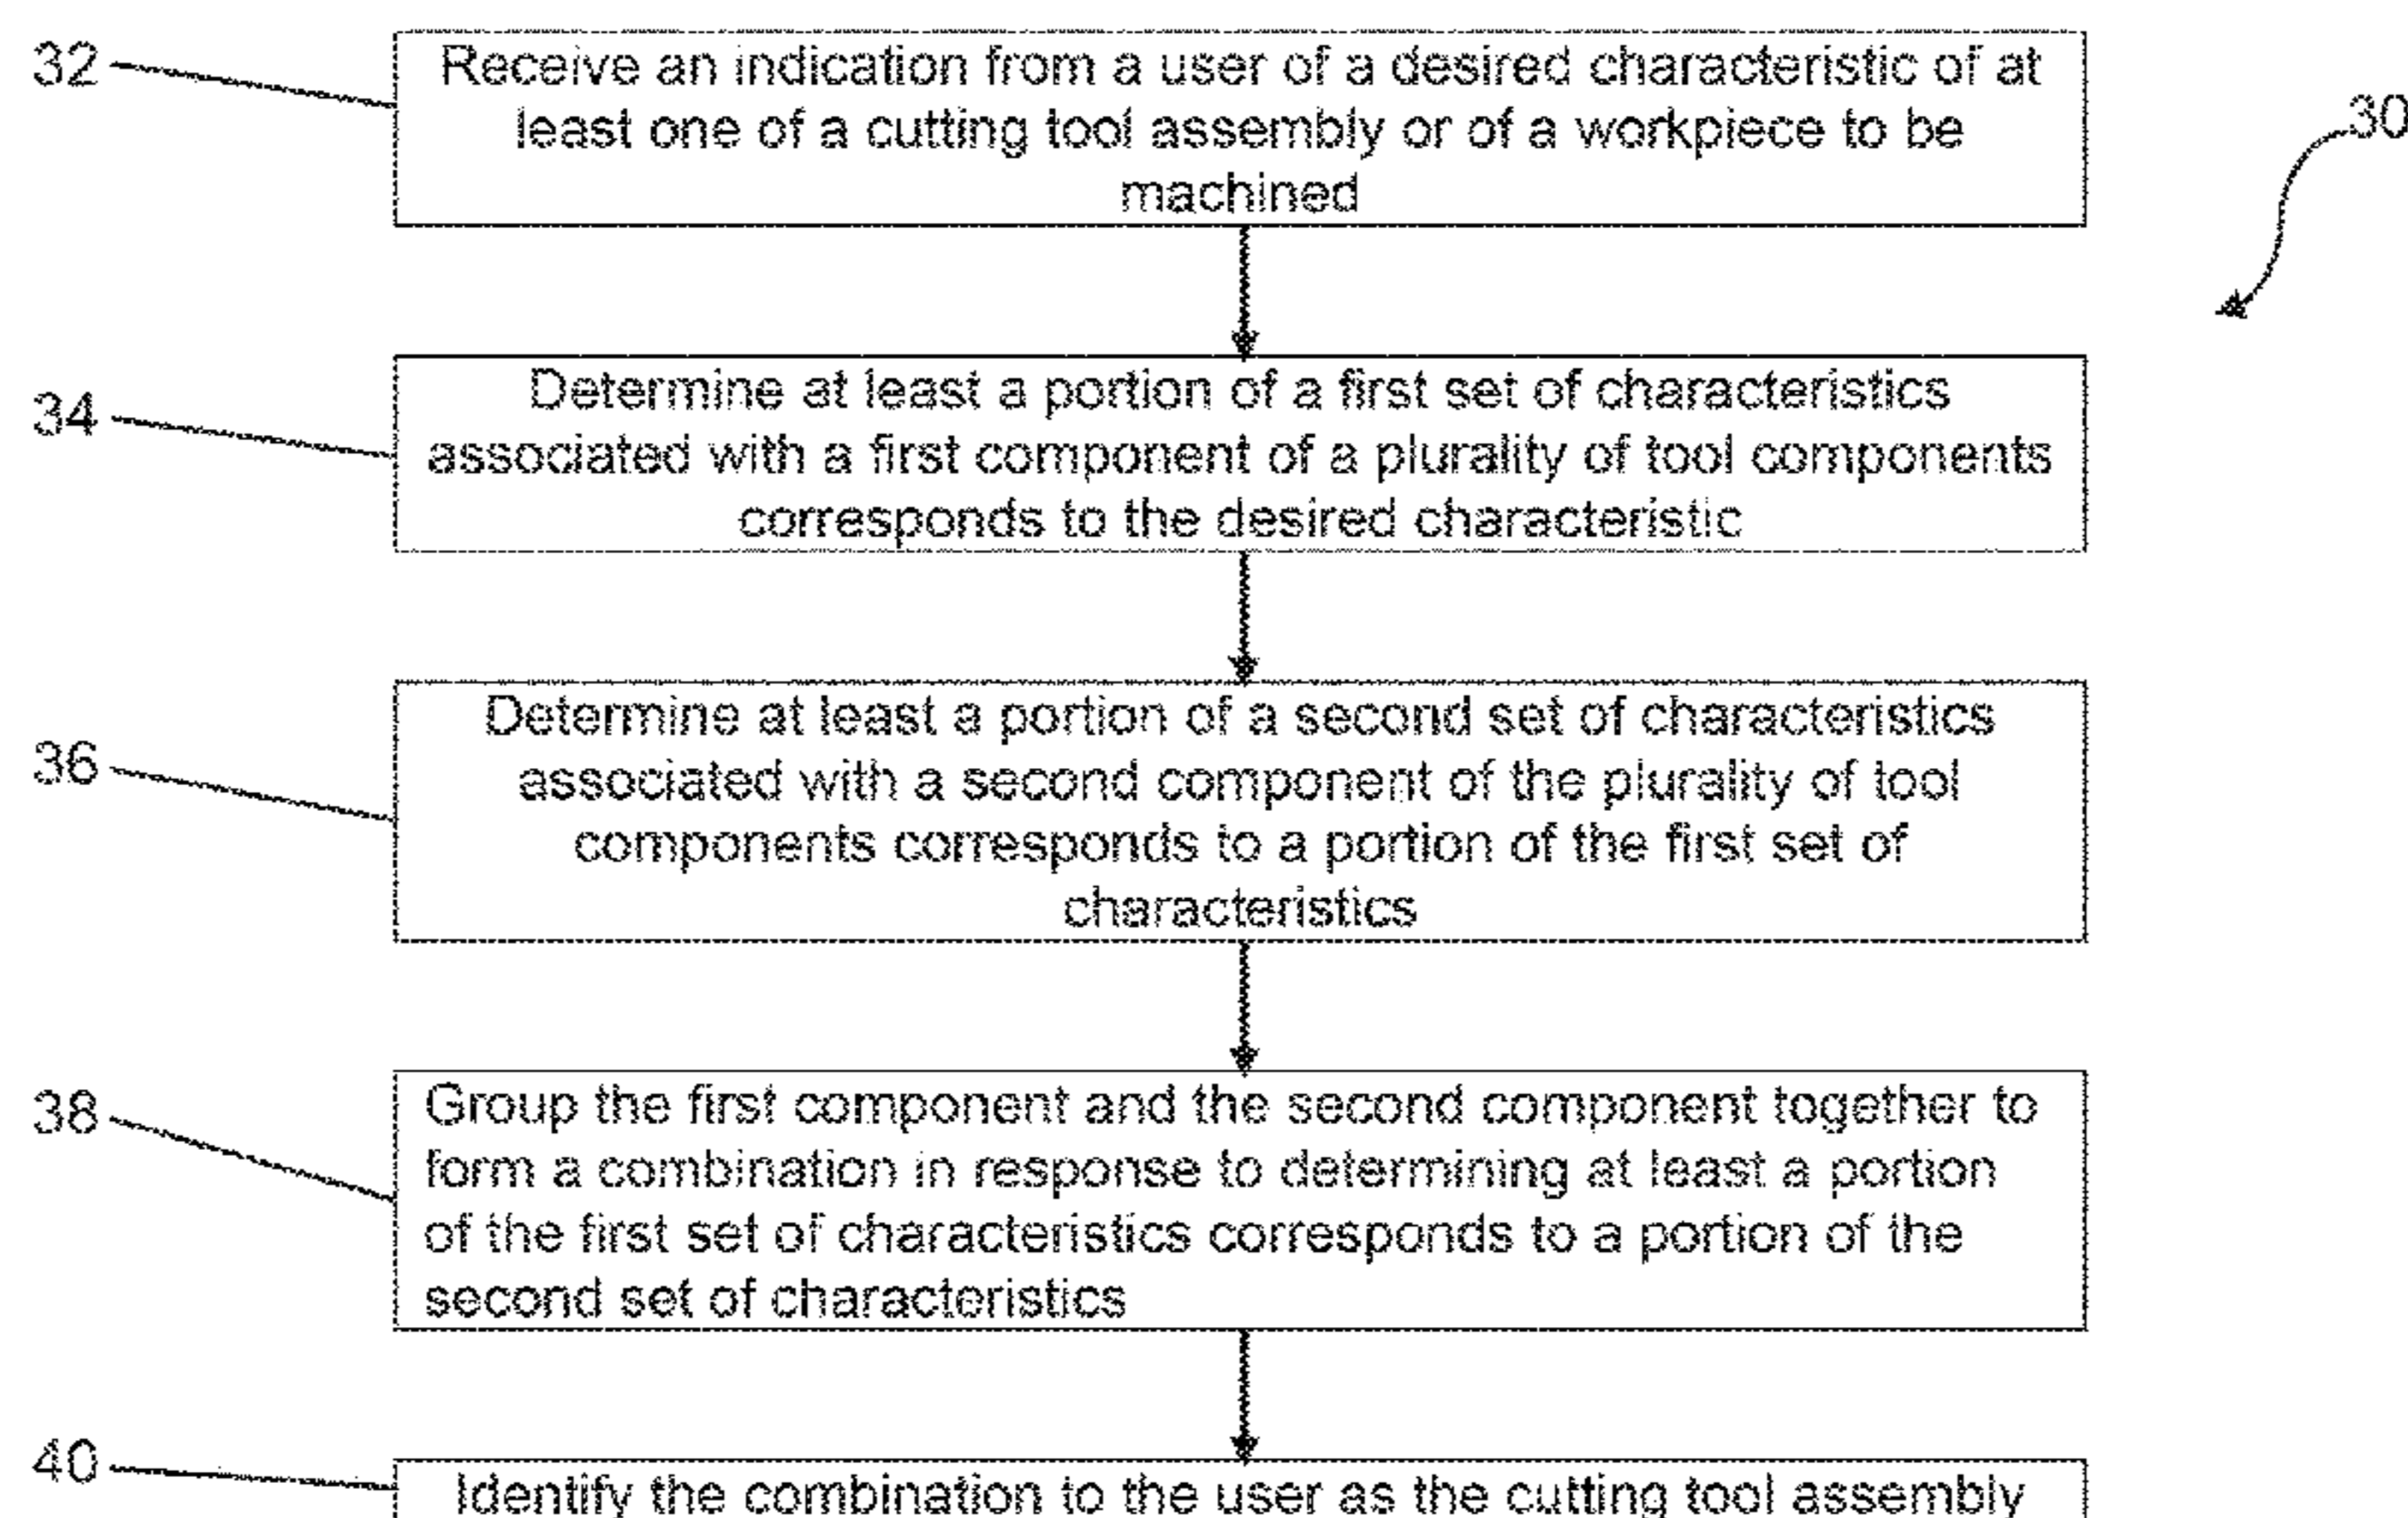 32
Receive an indication from a user of a desired characteristic of at
least one of a cutting tool assembly or of a workpiece to be
machined
30
34
Determine at least a portion of a first set of characteristics
associated with a first component of a plurality of tool components
corresponds to the desired characteristic
36
Determine at least a portion of a second set of characteristics
associated with a second component of the plurality of tool
components corresponds to a portion of the first set of
characteristics
38
Group the first component and the second component together to
form a combination in response to determining at least a portion
of the first set of characteristics corresponds to a portion of the
second set of characteristics
40
Identify the combination to the user as the cutting tool assembly